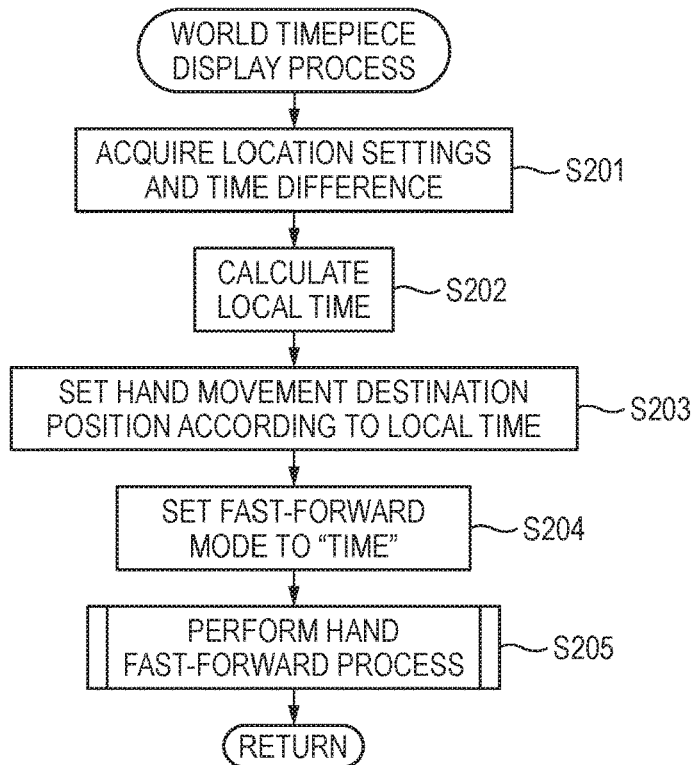 WORLD TIMEPIECE
DISPLAY PROCESS
ACQUIRE LOCATION SETTINGS
AND TIME DIFFERENCE
S201
CALCULATE
LOCAL TIME
S202
SET HAND MOVEMENT DESTINATION
POSITION ACCORDING TO LOCAL TIME
S203
SET FAST-FORWARD
MODE TO “TIME”
S204
PERFORM HAND
FAST-FORWARD PROCESS
S205
RETURN